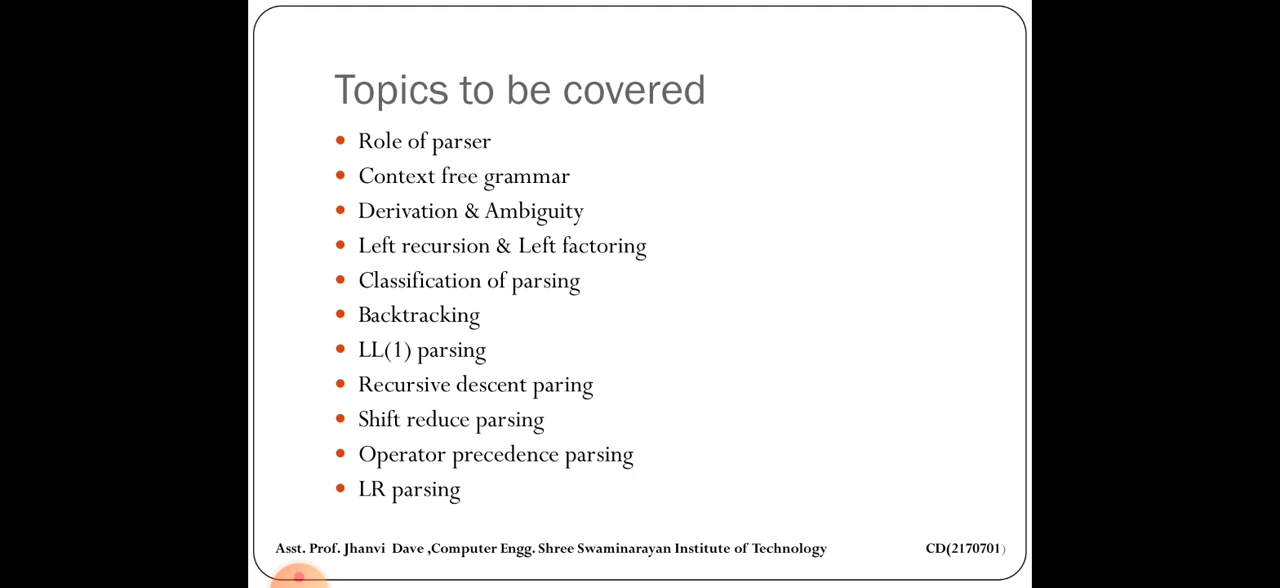 Topics to be covered
• Role of parser
• Context free grammar
• Derivation & Ambiguity
• Left recursion & Left factoring
• Classification of parsing
• Backtracking
• LL(1) parsing
• Recursive descent paring
• Shift reduce parsing
• Operator precedence parsing
• LR parsing
Asst. Prof. Jhanvi Dave ,Computer Engg. Shree Swaminarayan Institute of Technology CD(2170701)